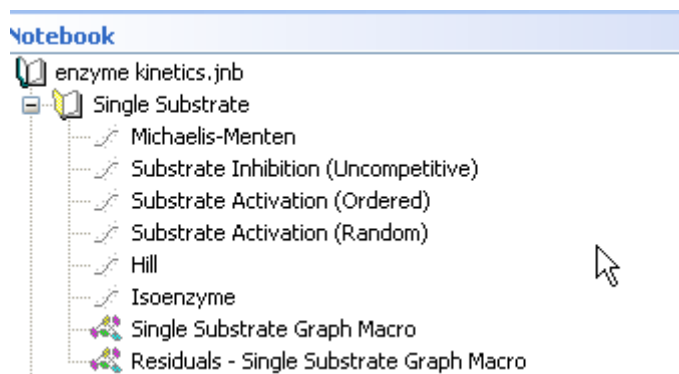 Notebook
enzyme kinetics.jnb
Single Substrate
Michaelis-Menten
Substrate Inhibition (Uncompetitive)
Substrate Activation (Ordered)
Substrate Activation (Random)
Hill
Isoenzyme
Single Substrate Graph Macro
Residuals - Single Substrate Graph Macro